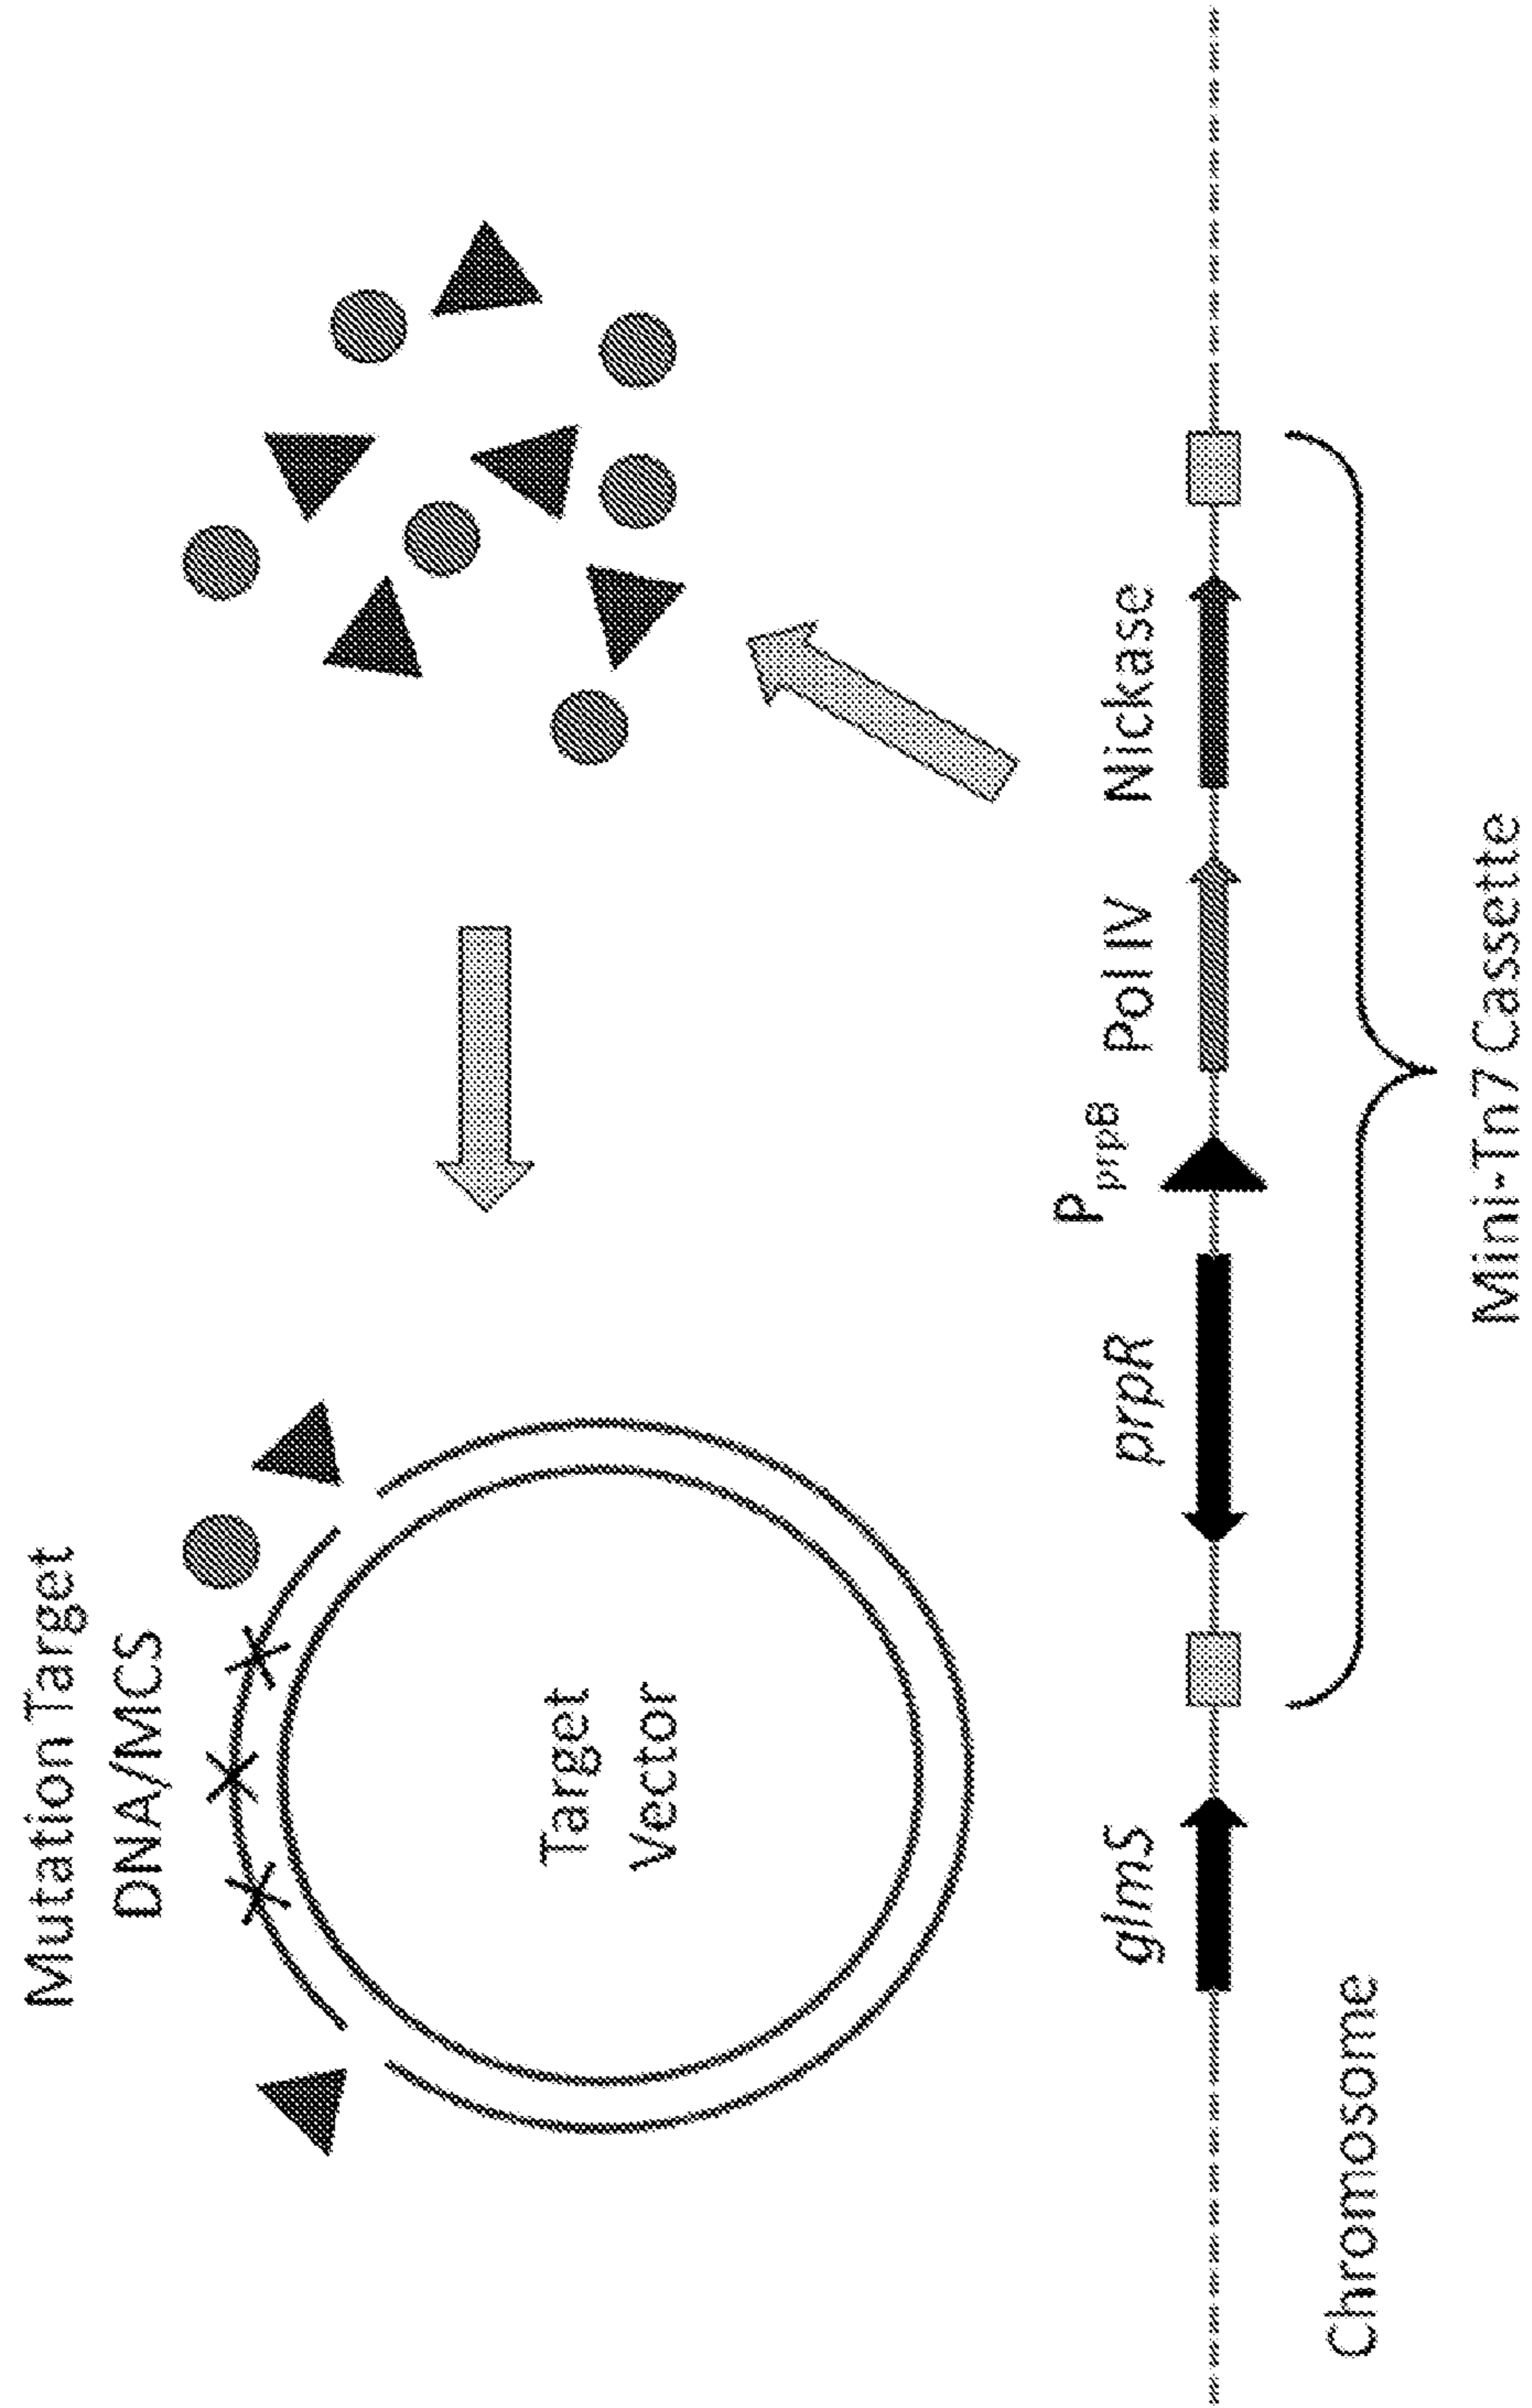 Mutation Target
DNA/MCS
Target
Vector
glmS
prpR
PprpB
Pol IV
Nickase
Chromosome
Mini-Tn7 Cassette